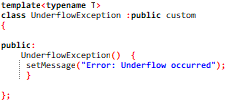 template<typename T>
class UnderflowException :public custom
{
public:
UnderflowException() {
setMessage("Error: Underflow occurred");
}
};